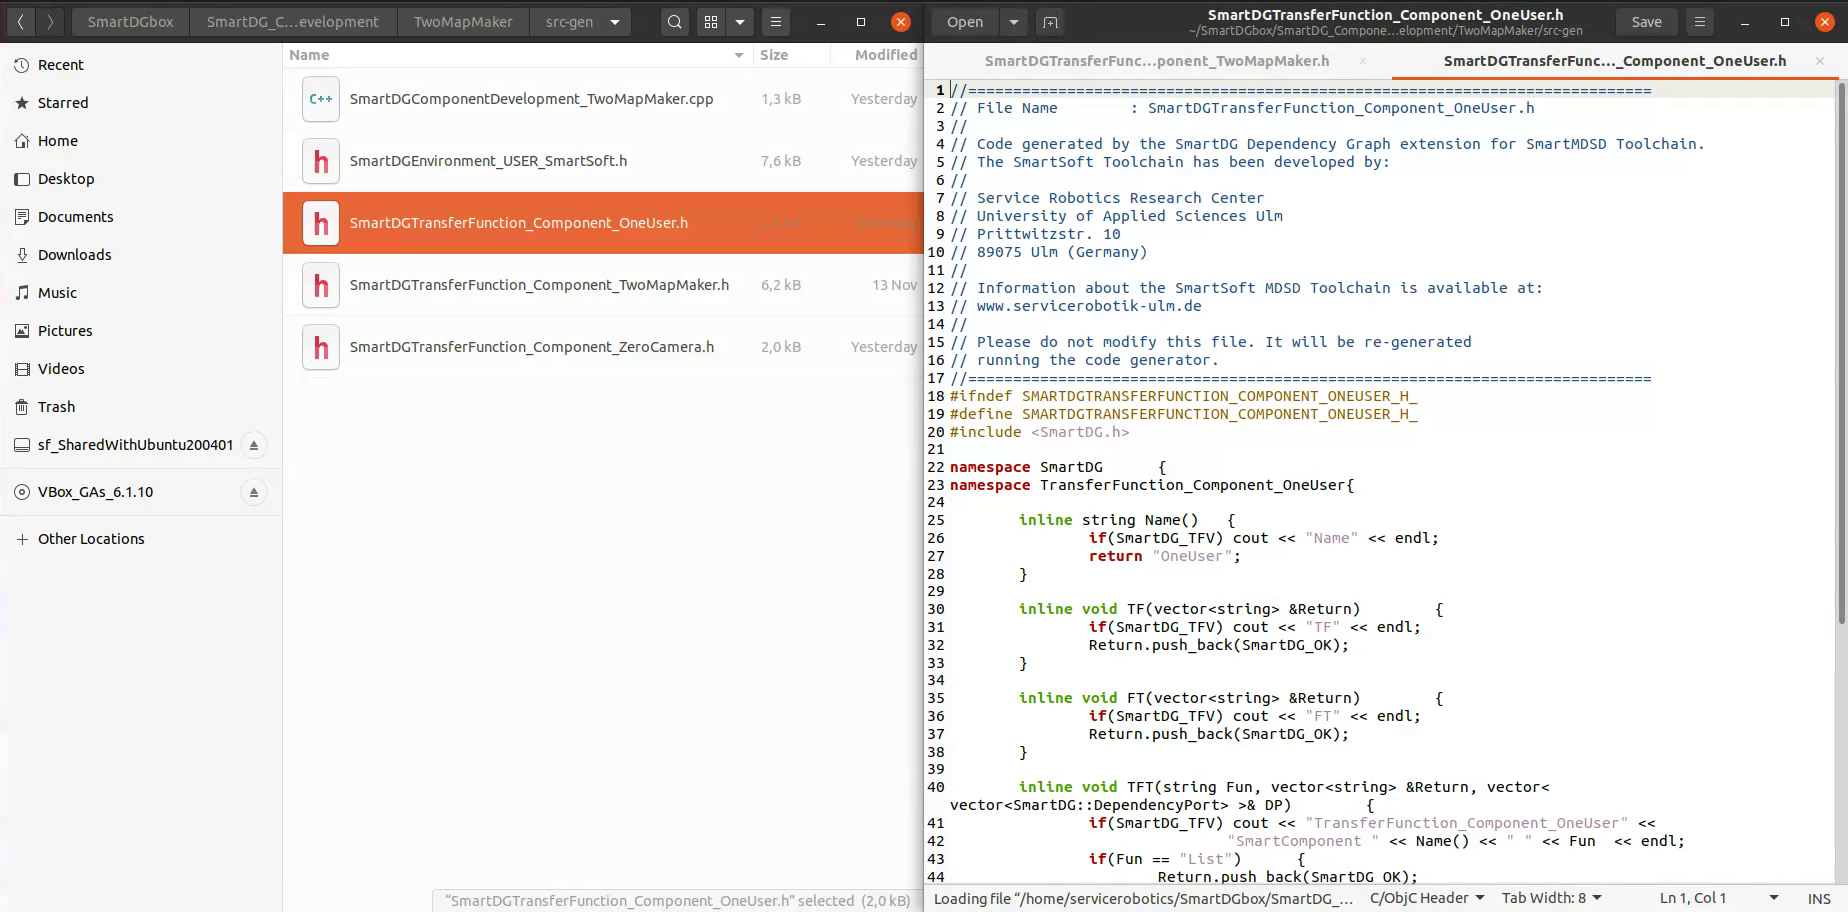 SmartDGbox
SmartDG_C...evelopment
TwoMapMaker
src-gen
Recent
Starred
Home
Desktop
Documents
Downloads
Music
Pictures
Videos
Trash
sf_SharedWithUbuntu200401
VBox_GAs_6.1.10
Other Locations
Name Size Modified
SmartDGComponentDevelopment_TwoMapMaker.cpp 1,3 kB Yesterday
SmartDGEnvironment_USER_SmartSoft.h 7,6 kB Yesterday
SmartDGTransferFunction_Component_OneUser.h
SmartDGTransferFunction_Component_TwoMapMaker.h 6,2 kB 13 Nov
SmartDGTransferFunction_Component_ZeroCamera.h 2,0 kB Yesterday
C++
h
h
h
h
“SmartDGTransferFunction_Component_OneUser.h” selected (2,0 kB)
Open
SmartDGTransferFunction_Component_OneUser.h
~/SmartDGbox/SmartDG_Compone...elopment/TwoMapMaker/src-gen
Save
SmartDGTransferFunc...ponent_TwoMapMaker.h
SmartDGTransferFunc..._Component_OneUser.h
1 //============================================================================
2 // File Name : SmartDGTransferFunction_Component_OneUser.h
3 //
4 // Code generated by the SmartDG Dependency Graph extension for SmartMDSD Toolchain.
5 // The SmartSoft Toolchain has been developed by:
6 //
7 // Service Robotics Research Center
8 // University of Applied Sciences Ulm
9 // Prittwitzstr. 10
10 // 89075 Ulm (Germany)
11 //
12 // Information about the SmartSoft MDSD Toolchain is available at:
13 // www.servicerobotik-ulm.de
14 //
15 // Please do not modify this file. It will be re-generated
16 // running the code generator.
17 //============================================================================
18 #ifndef SMARTDGTRANSFERFUNCTION_COMPONENT_ONEUSER_H_
19 #define SMARTDGTRANSFERFUNCTION_COMPONENT_ONEUSER_H_
20 #include <SmartDG.h>
21
22 namespace SmartDG {
23 namespace TransferFunction_Component_OneUser{
24
25 inline string Name() {
26 if(SmartDG_TFV) cout << "Name" << endl;
27 return "OneUser";
28 }
29
30 inline void TF(vector<string> &Return) {
31 if(SmartDG_TFV) cout << "TF" << endl;
32 Return.push_back(SmartDG_OK);
33 }
34
35 inline void FT(vector<string> &Return) {
36 if(SmartDG_TFV) cout << "FT" << endl;
37 Return.push_back(SmartDG_OK);
38 }
39
40 inline void TFT(string Fun, vector<string> &Return, vector<
vector<SmartDG::DependencyPort> >& DP) {
41 if(SmartDG_TFV) cout << "TransferFunction_Component_OneUser" <<
42 "SmartComponent " << Name() << " " << Fun << endl;
43 if(Fun == "List") {
44 Return.push_back(SmartDG_OK);
Loading file “/home/servicerobotics/SmartDGbox/SmartDG_... C/ObjC Header Tab Width: 8 Ln 1, Col 1 INS